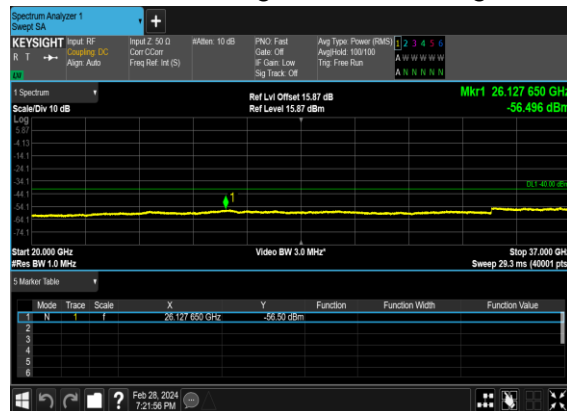 Spectrum Analyzer 1
Swept SA
+
KEYSIGHT Input: RF Input Z: 50 Ω #Atten: 10 dB PNO: Fast Avg Type: Power (RMS) 1 2 3 4 5 6
R T Coupling: DC Corr CCorr Gate: Off Avg|Hold: 100/100 A W W W W W
Align: Auto Freq Ref: Int (S) IF Gain: Low Trig: Free Run
LXI Sig Track: Off A N N N N N
1 Spectrum Ref Lvl Offset 15.87 dB Mkr1 26.127 650 GHz
Scale/Div 10 dB Ref Level 15.87 dBm -56.496 dBm
Log
5.87
-4.13
-14.1
-24.1
-34.1
DL1 -40.00 dBm
-44.1
1
-54.1
-64.1
-74.1
Start 20.000 GHz Video BW 3.0 MHz* Stop 37.000 GHz
#Res BW 1.0 MHz Sweep 29.3 ms (40001 pts)
5 Marker Table
Mode Trace Scale X Y Function Function Width Function Value
1 N 1 f 26.127 650 GHz -56.50 dBm
2
3
4
5
6
? Feb 28, 2024
7:21:56 PM